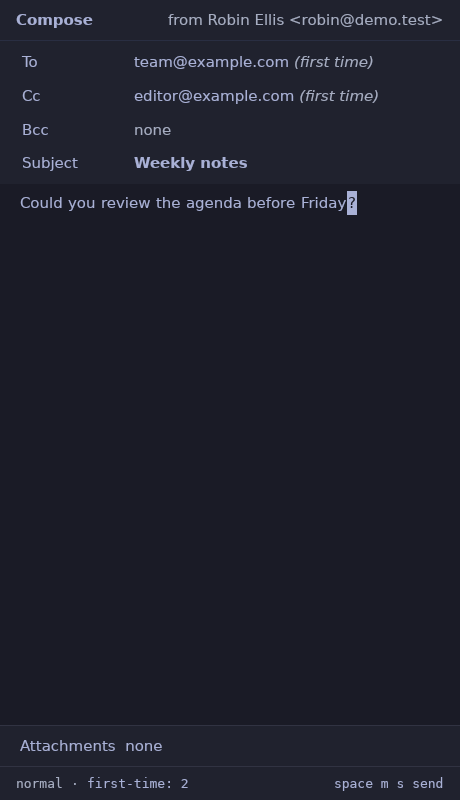 Compose from Robin Ellis <robin@demo.test>
To team@example.com (first time)
Cc editor@example.com (first time)
Bcc none
Subject Weekly notes
Could you review the agenda before Friday?
Attachments none
normal · first-time: 2 space m s send